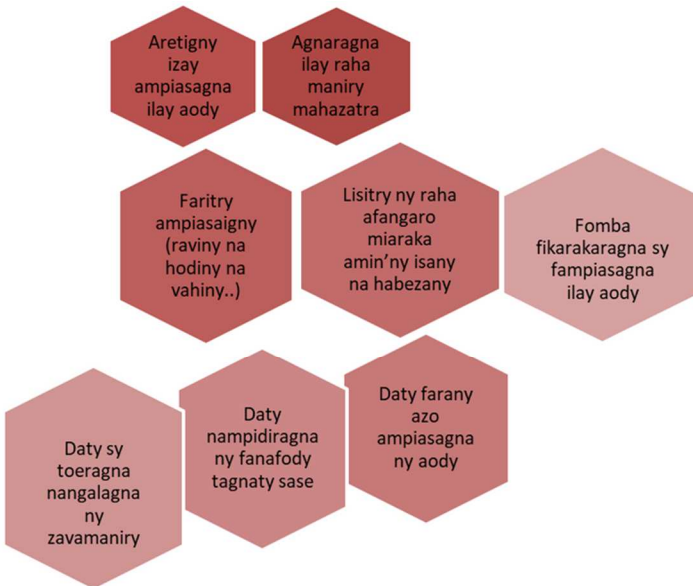 Aretigny
izay
ampiasagna
ilay aody
Agnaragna
ilay raha
maniry
mahazatra
Faritry
ampiasaigny
(raviny na
hodiny na
vahiny..)
Lisitry ny raha
afangaro
miaraka
amin’ny isany
na habezany
Fomba
fikarakaragna sy
fampiasagna
ilay aody
Daty sy
toeragna
nangalagna
ny
zavamaniry
Daty
nampidiragna
ny fanafody
tagnaty sase
Daty farany
azo
ampiasagna
ny aody